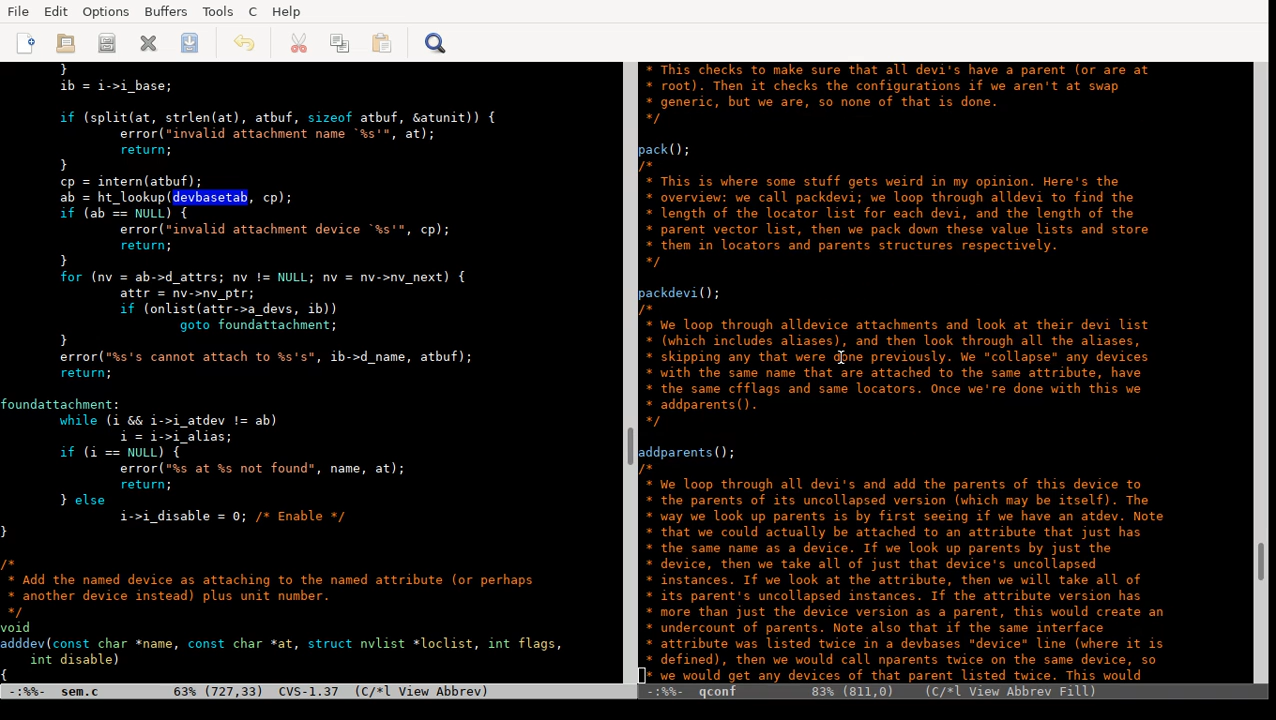 File Edit Options Buffers Tools C Help
}
ib = i->i_base;
if (split(at, strlen(at), atbuf, sizeof atbuf, &atunit)) {
error("invalid attachment name `%s'", at);
return;
}
cp = intern(atbuf);
ab = ht_lookup(devbasetab, cp);
if (ab == NULL) {
error("invalid attachment device `%s'", cp);
return;
}
for (nv = ab->d_attrs; nv != NULL; nv = nv->nv_next) {
attr = nv->nv_ptr;
if (onlist(attr->a_devs, ib))
goto foundattachment;
}
error("%s's cannot attach to %s's", ib->d_name, atbuf);
return;
foundattachment:
while (i && i->i_atdev != ab)
i = i->i_alias;
if (i == NULL) {
error("%s at %s not found", name, at);
return;
} else
i->i_disable = 0; /* Enable */
}
/*
* Add the named device as attaching to the named attribute (or perhaps
* another device instead) plus unit number.
*/
void
adddev(const char *name, const char *at, struct nvlist *loclist, int flags,
int disable)
{
-:%%- sem.c 63% (727,33) CVS-1.37 (C/*l View Abbrev)
* This checks to make sure that all devi's have a parent (or are at
* root). Then it checks the configurations if we aren't at swap
* generic, but we are, so none of that is done.
*/
pack();
/*
* This is where some stuff gets weird in my opinion. Here's the
* overview: we call packdevi; we loop through alldevi to find the
* length of the locator list for each devi, and the length of the
* parent vector list, then we pack down these value lists and store
* them in locators and parents structures respectively.
*/
packdevi();
/*
* We loop through alldevice attachments and look at their devi list
* (which includes aliases), and then look through all the aliases,
* skipping any that were done previously. We "collapse" any devices
* with the same name that are attached to the same attribute, have
* the same cfflags and same locators. Once we're done with this we
* addparents().
*/
addparents();
/*
* We loop through all devi's and add the parents of this device to
* the parents of its uncollapsed version (which may be itself). The
* way we look up parents is by first seeing if we have an atdev. Note
* that we could actually be attached to an attribute that just has
* the same name as a device. If we look up parents by just the
* device, then we take all of just that device's uncollapsed
* instances. If we look at the attribute, then we will take all of
* its parent's uncollapsed instances. If the attribute version has
* more than just the device version as a parent, this would create an
* undercount of parents. Note also that if the same interface
* attribute was listed twice in a devbases "device" line (where it is
* defined), then we would call nparents twice on the same device, so
* we would get any devices of that parent listed twice. This would
-:%%- qconf 83% (811,0) (C/*l View Abbrev Fill)